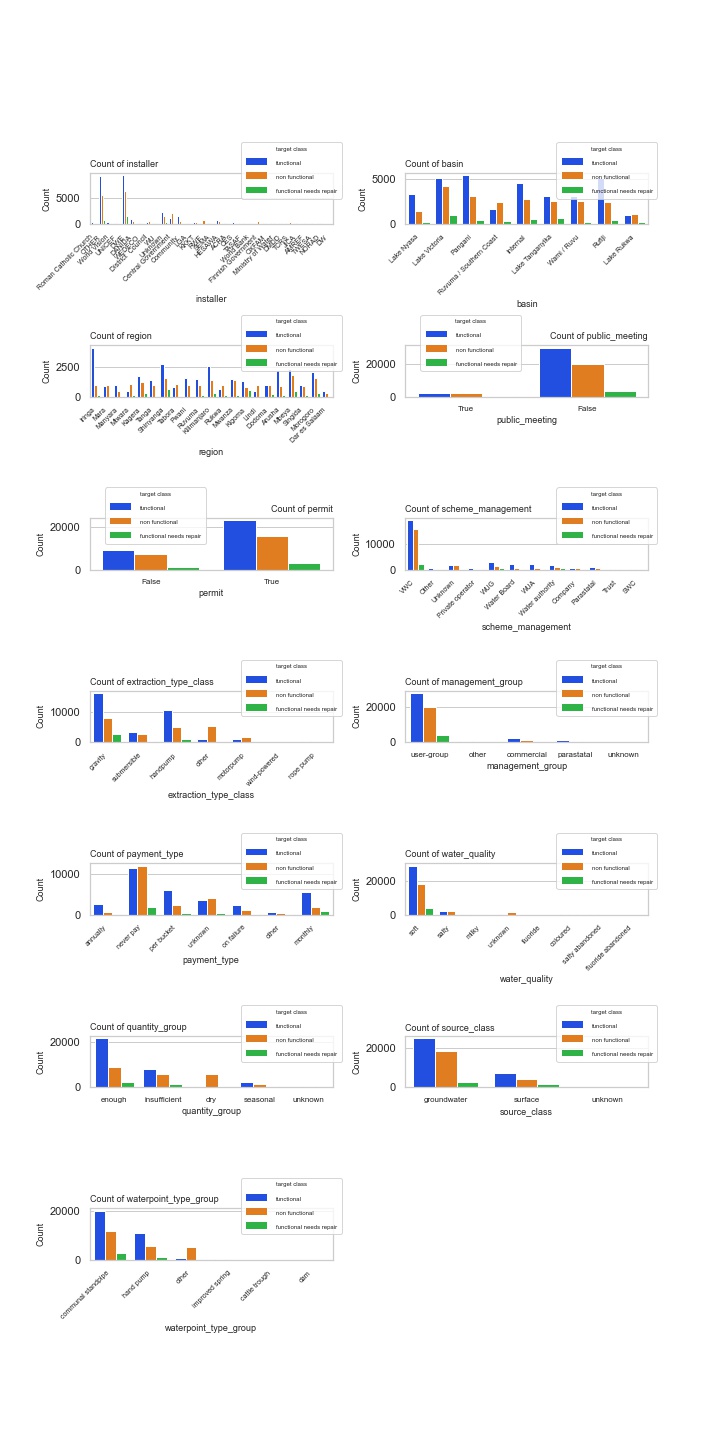 target class
functional
non functional
functional needs repair
Count of installer
5000
0
Count
Roman Catholic Church
World Vision
UNICEF
District Council
Central Government
Unknown
Community
HESAWA
World Bank
Finnish Government
Ministry of Water
TWESA
NORAD
DW
installer
target class
functional
non functional
functional needs repair
Count of basin
5000
0
Count
Lake Nyasa
Lake Victoria
Pangani
Ruvuma / Southern Coast
Internal
Lake Tanganyika
Wami / Ruvu
Rufiji
Lake Rukwa
basin
target class
functional
non functional
functional needs repair
Count of region
2500
0
Count
Iringa
Mara
Manyara
Mtwara
Kagera
Tanga
Shinyanga
Tabora
Pwani
Ruvuma
Kilimanjaro
Rukwa
Mwanza
Kigoma
Lindi
Dodoma
Arusha
Mbeya
Singida
Morogoro
Dar es Salaam
region
target class
functional
non functional
functional needs repair
Count of public_meeting
20000
0
Count
True
False
public_meeting
target class
functional
non functional
functional needs repair
Count of permit
20000
0
Count
False
True
permit
target class
functional
non functional
functional needs repair
Count of scheme_management
10000
0
Count
VWC
Other
Unknown
Private operator
WUG
Water Board
WUA
Water authority
Company
Parastatal
Trust
SWC
scheme_management
target class
functional
non functional
functional needs repair
Count of extraction_type_class
10000
0
Count
gravity
submersible
handpump
other
motorpump
wind-powered
rope pump
extraction_type_class
target class
functional
non functional
functional needs repair
Count of management_group
20000
0
Count
user-group
other
commercial
parastatal
unknown
management_group
target class
functional
non functional
functional needs repair
Count of payment_type
10000
0
Count
annually
never pay
per bucket
unknown
on failure
other
monthly
payment_type
target class
functional
non functional
functional needs repair
Count of water_quality
20000
0
Count
soft
salty
milky
unknown
fluoride
coloured
salty abandoned
fluoride abandoned
water_quality
target class
functional
non functional
functional needs repair
Count of quantity_group
20000
0
Count
enough
insufficient
dry
seasonal
unknown
quantity_group
target class
functional
non functional
functional needs repair
Count of source_class
20000
0
Count
groundwater
surface
unknown
source_class
target class
functional
non functional
functional needs repair
Count of waterpoint_type_group
20000
0
Count
communal standpipe
hand pump
other
improved spring
cattle trough
dam
waterpoint_type_group